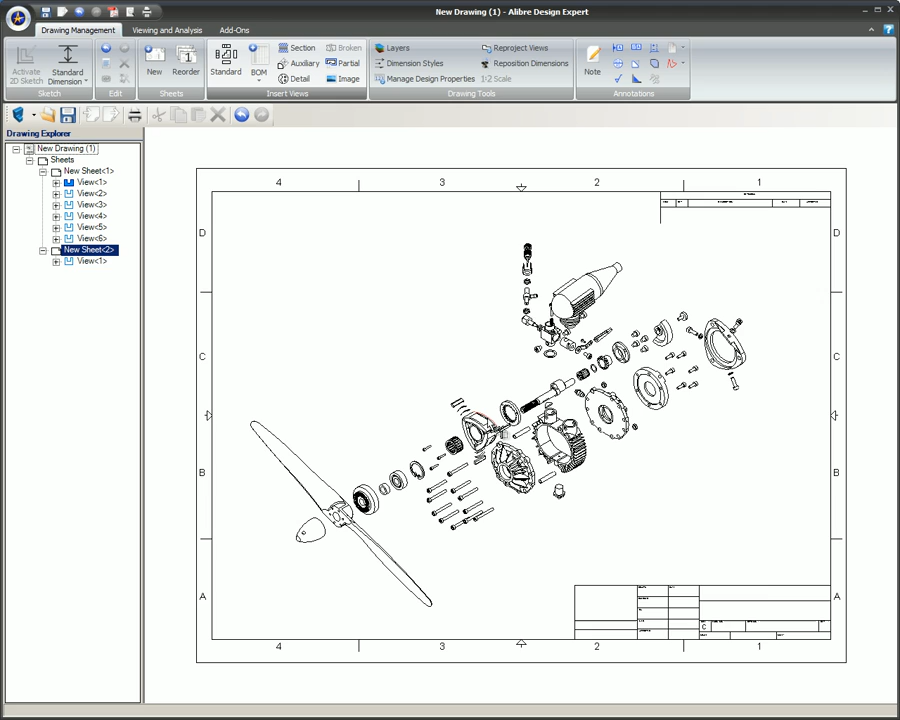 New Drawing (1) - Alibre Design Expert
Drawing Management
Viewing and Analysis
Add-Ons
Activate 2D Sketch
Standard Dimension
Sketch
Edit
New
Reorder
Sheets
Standard
BOM
Section
Auxiliary
Detail
Broken
Partial
Image
Insert Views
Layers
Dimension Styles
Manage Design Properties
Reproject Views
Reposition Dimensions
1:2 Scale
Drawing Tools
Note
Annotations
Drawing Explorer
New Drawing (1)
Sheets
New Sheet<1>
View<1>
View<2>
View<3>
View<4>
View<5>
View<6>
New Sheet<2>
View<1>
4 3 2 1
D D
C C
B B
A A
C
4 3 2 1